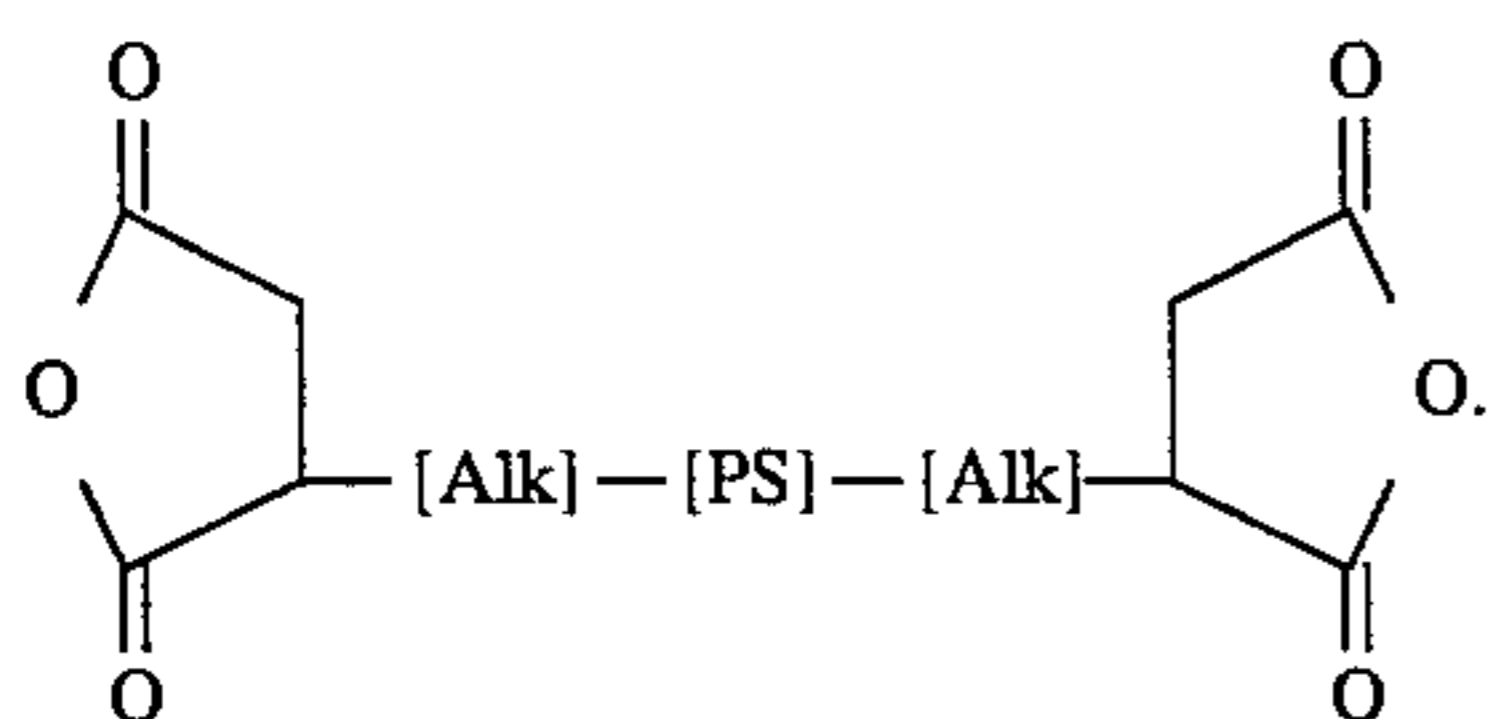 O O
O O.
[Alk] — [PS] — [Alk]
O O